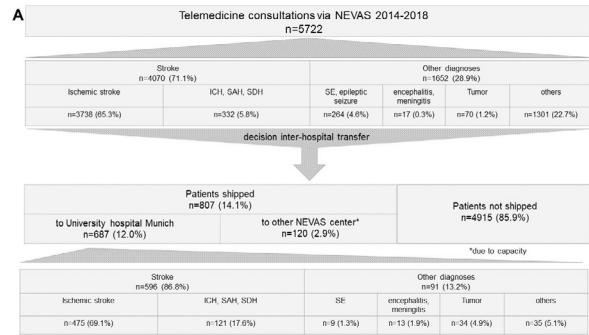 A
Telemedicine consultations via NEVAS 2014-2018
n=5722
Stroke
n=4070 (71.1%)
Other diagnoses
n=1652 (28.9%)
Ischemic stroke
n=3738 (65.3%)
ICH, SAH, SDH
n=332 (5.8%)
SE, epileptic
seizure
n=264 (4.6%)
encephalitis,
meningitis
n=17 (0.3%)
Tumor
n=70 (1.2%)
others
n=1301 (22.7%)
decision inter-hospital transfer
Patients shipped
n=807 (14.1%)
to University hospital Munich
n=687 (12.0%)
to other NEVAS center*
n=120 (2.9%)
Patients not shipped
n=4915 (85.9%)
*due to capacity
Stroke
n=596 (86.8%)
Other diagnoses
n=91 (13.2%)
Ischemic stroke
n=475 (69.1%)
ICH, SAH, SDH
n=121 (17.6%)
SE
n=9 (1.3%)
encephalitis,
meningitis
n=13 (1.9%)
Tumor
n=34 (4.9%)
others
n=35 (5.1%)